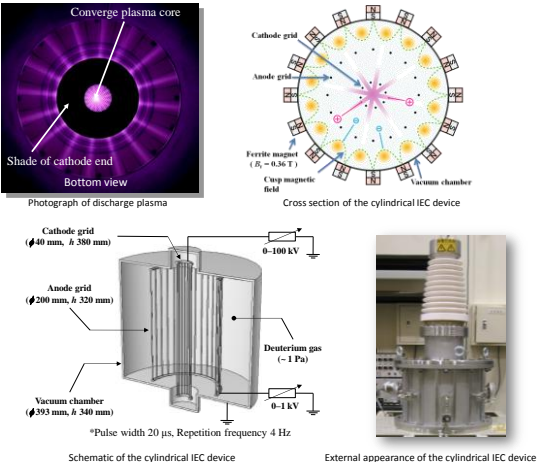 Converge plasma core
Shade of cathode end
Bottom view
Photograph of discharge plasma
Cathode grid
Anode grid
Ferrite magnet
( Br = 0.36 T )
Cusp magnetic
field
Vacuum chamber
Cross section of the cylindrical IEC device
Cathode grid
(ϕ40 mm, h 380 mm)
0–100 kV
Anode grid
(ϕ200 mm, h 320 mm)
Deuterium gas
(~ 1 Pa)
Vacuum chamber
(ϕ393 mm, h 340 mm)
0–1 kV
*Pulse width 20 μs, Repetition frequency 4 Hz
Schematic of the cylindrical IEC device
External appearance of the cylindrical IEC device